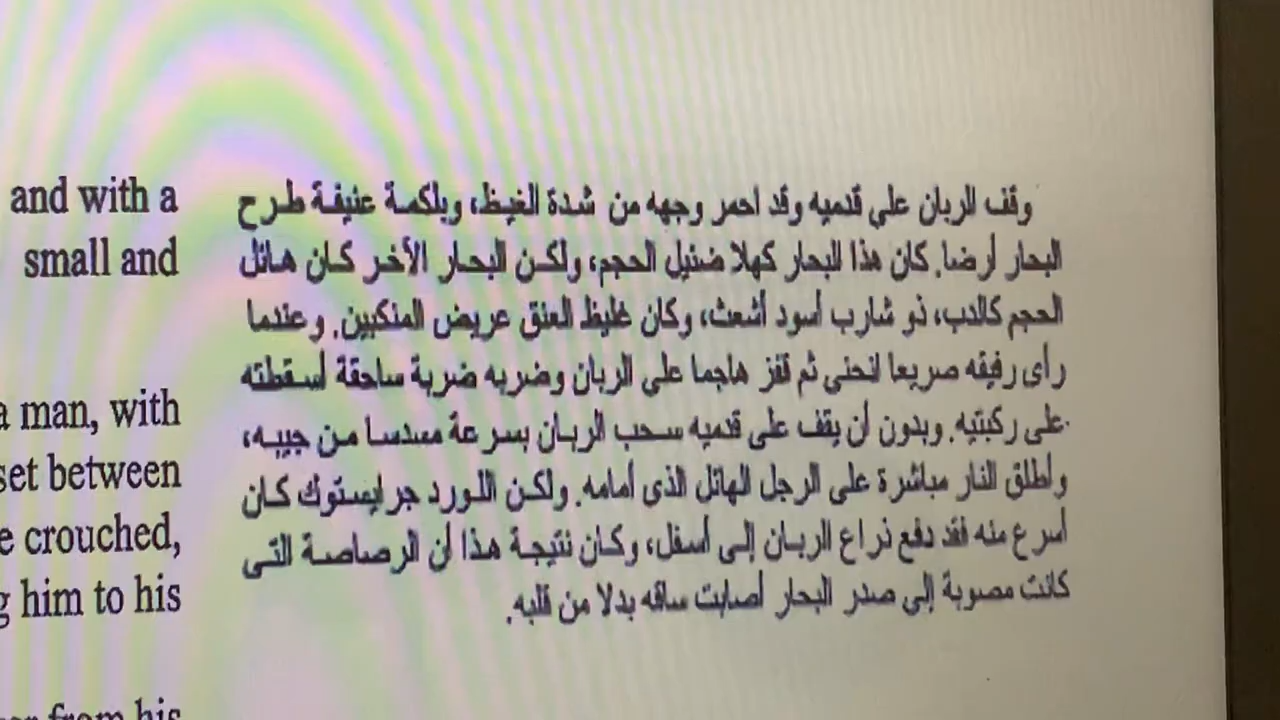 and with a
small and
a man, with
set between
e crouched,
g him to his
from his
وقف الربان على قدميه وقد احمر وجهه من شدة الغيظ، وبلكمة عنيفة طرح
البحار أرضا. كان هذا البحار كهلا ضئيل الحجم، ولكن البحار الأخر كان هائل
الحجم كالدب، ذو شارب أسود أشعث، وكان غليظ العنق عريض المنكبين. وعندما
رأى رفيقه صريعا انحنى ثم قفز هاجما على الربان وضربه ضربة ساحقة أسقطته
على ركبتيه. وبدون أن يقف على قدميه سحب الربان بسرعة مسدسا من جيبه،
وأطلق النار مباشرة على الرجل الهائل الذى أمامه. ولكن اللورد جرايستوك كان
أسرع منه فقد دفع ذراع الربان إلى أسفل، وكان نتيجة هذا أن الرصاصة التى
كانت مصوبة إلى صدر البحار أصابت ساقه بدلا من قلبه.